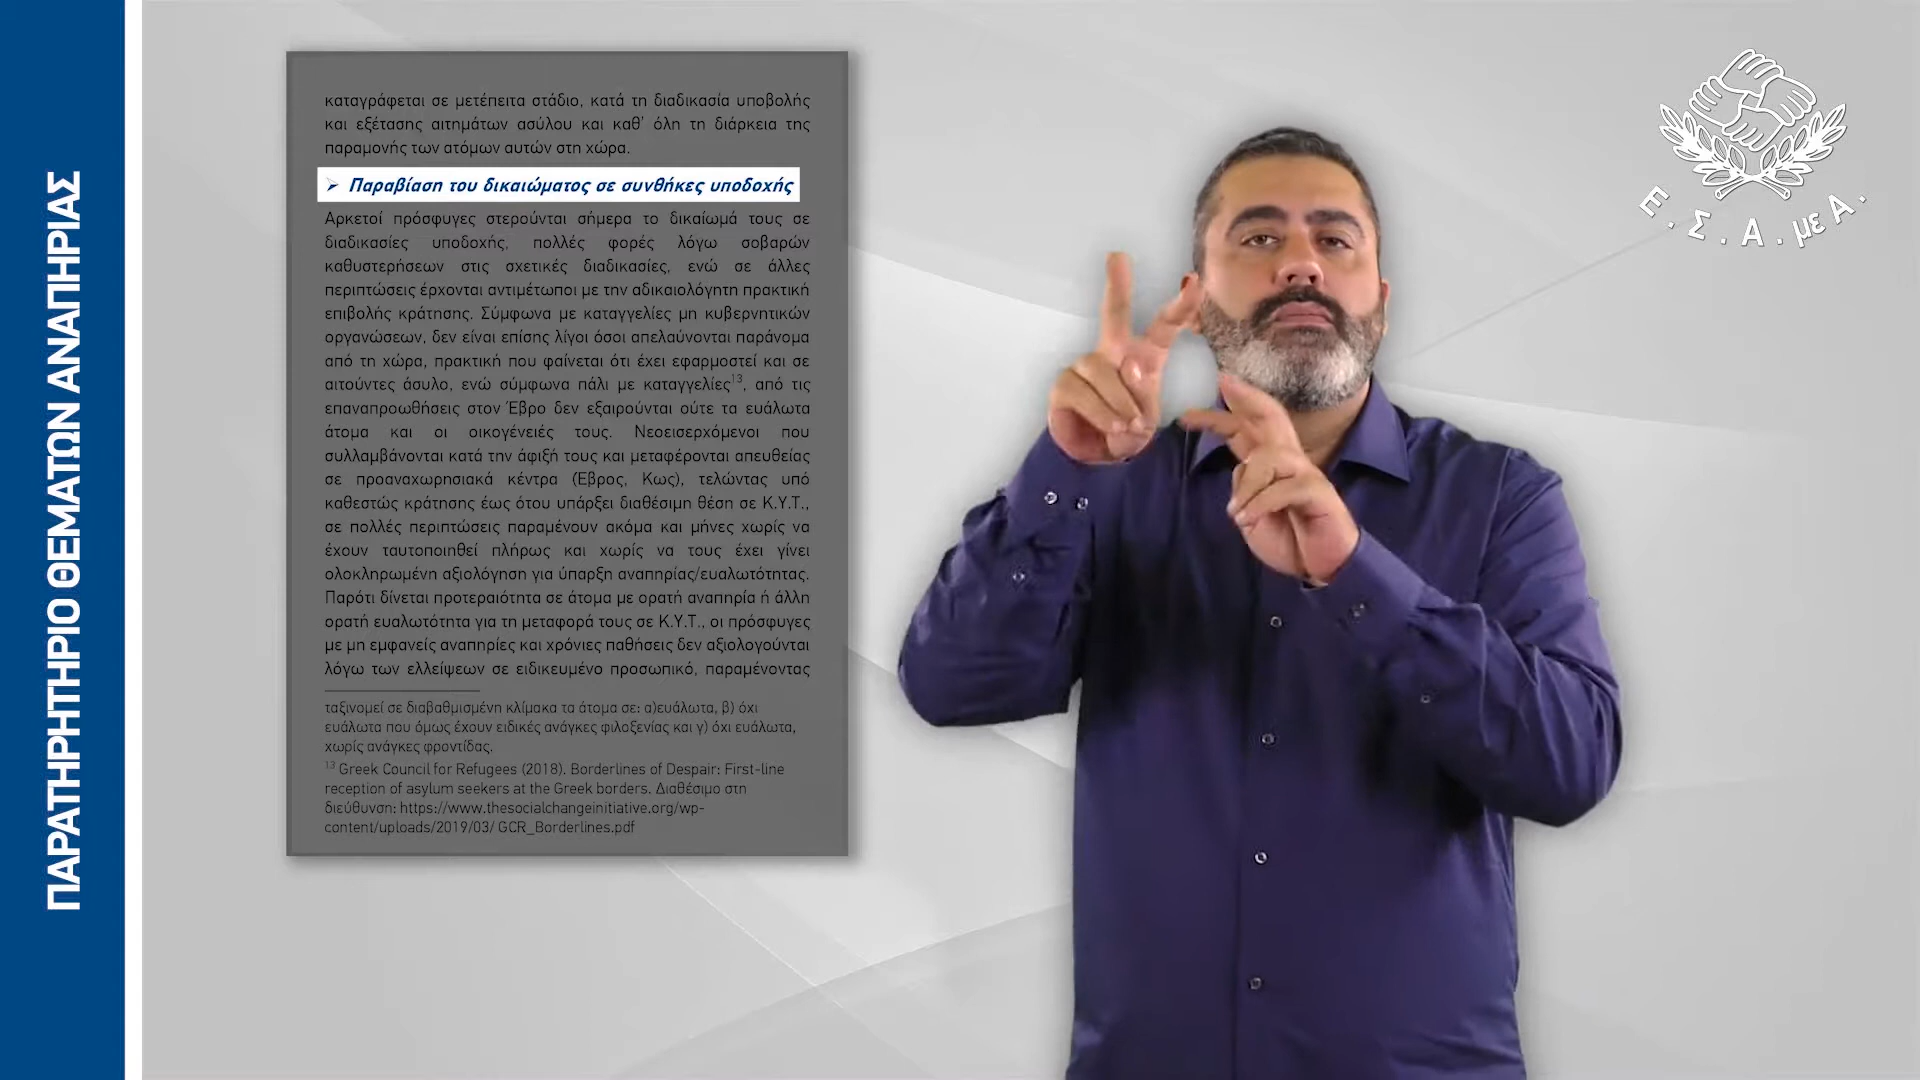 ΠΑΡΑΤΗΡΗΤΗΡΙΟ ΘΕΜΑΤΩΝ ΑΝΑΠΗΡΙΑΣ
καταγράφεται σε μετέπειτα στάδιο, κατά τη διαδικασία υποβολής
και εξέτασης αιτημάτων ασύλου και καθ' όλη τη διάρκεια της
παραμονής των ατόμων αυτών στη χώρα.
➢ Παραβίαση του δικαιώματος σε συνθήκες υποδοχής
Αρκετοί πρόσφυγες στερούνται σήμερα το δικαίωμά τους σε
διαδικασίες υποδοχής, πολλές φορές λόγω σοβαρών
καθυστερήσεων στις σχετικές διαδικασίες, ενώ σε άλλες
περιπτώσεις έρχονται αντιμέτωποι με την αδικαιολόγητη πρακτική
επιβολής κράτησης. Σύμφωνα με καταγγελίες μη κυβερνητικών
οργανώσεων, δεν είναι επίσης λίγοι όσοι απελαύνονται παράνομα
από τη χώρα, πρακτική που φαίνεται ότι έχει εφαρμοστεί και σε
αιτούντες άσυλο, ενώ σύμφωνα πάλι με καταγγελίες13, από τις
επαναπροωθήσεις στον Έβρο δεν εξαιρούνται ούτε τα ευάλωτα
άτομα και οι οικογένειές τους. Νεοεισερχόμενοι που
συλλαμβάνονται κατά την άφιξή τους και μεταφέρονται απευθείας
σε προαναχωρησιακά κέντρα (Έβρος, Κως), τελώντας υπό
καθεστώς κράτησης έως ότου υπάρξει διαθέσιμη θέση σε Κ.Υ.Τ.,
σε πολλές περιπτώσεις παραμένουν ακόμα και μήνες χωρίς να
έχουν ταυτοποιηθεί πλήρως και χωρίς να τους έχει γίνει
ολοκληρωμένη αξιολόγηση για ύπαρξη αναπηρίας/ευαλωτότητας.
Παρότι δίνεται προτεραιότητα σε άτομα με ορατή αναπηρία ή άλλη
ορατή ευαλωτότητα για τη μεταφορά τους σε Κ.Υ.Τ., οι πρόσφυγες
με μη εμφανείς αναπηρίες και χρόνιες παθήσεις δεν αξιολογούνται
λόγω των ελλείψεων σε ειδικευμένο προσωπικό, παραμένοντας
ταξινομεί σε διαβαθμισμένη κλίμακα τα άτομα σε: α)ευάλωτα, β) όχι
ευάλωτα που όμως έχουν ειδικές ανάγκες φιλοξενίας και γ) όχι ευάλωτα,
χωρίς ανάγκες φροντίδας.
13 Greek Council for Refugees (2018). Borderlines of Despair: First-line
reception of asylum seekers at the Greek borders. Διαθέσιμο στη
διεύθυνση: https://www.thesocialchangeinitiative.org/wp-
content/uploads/2019/03/ GCR_Borderlines.pdf
Ε.Σ.Α.μεΑ.